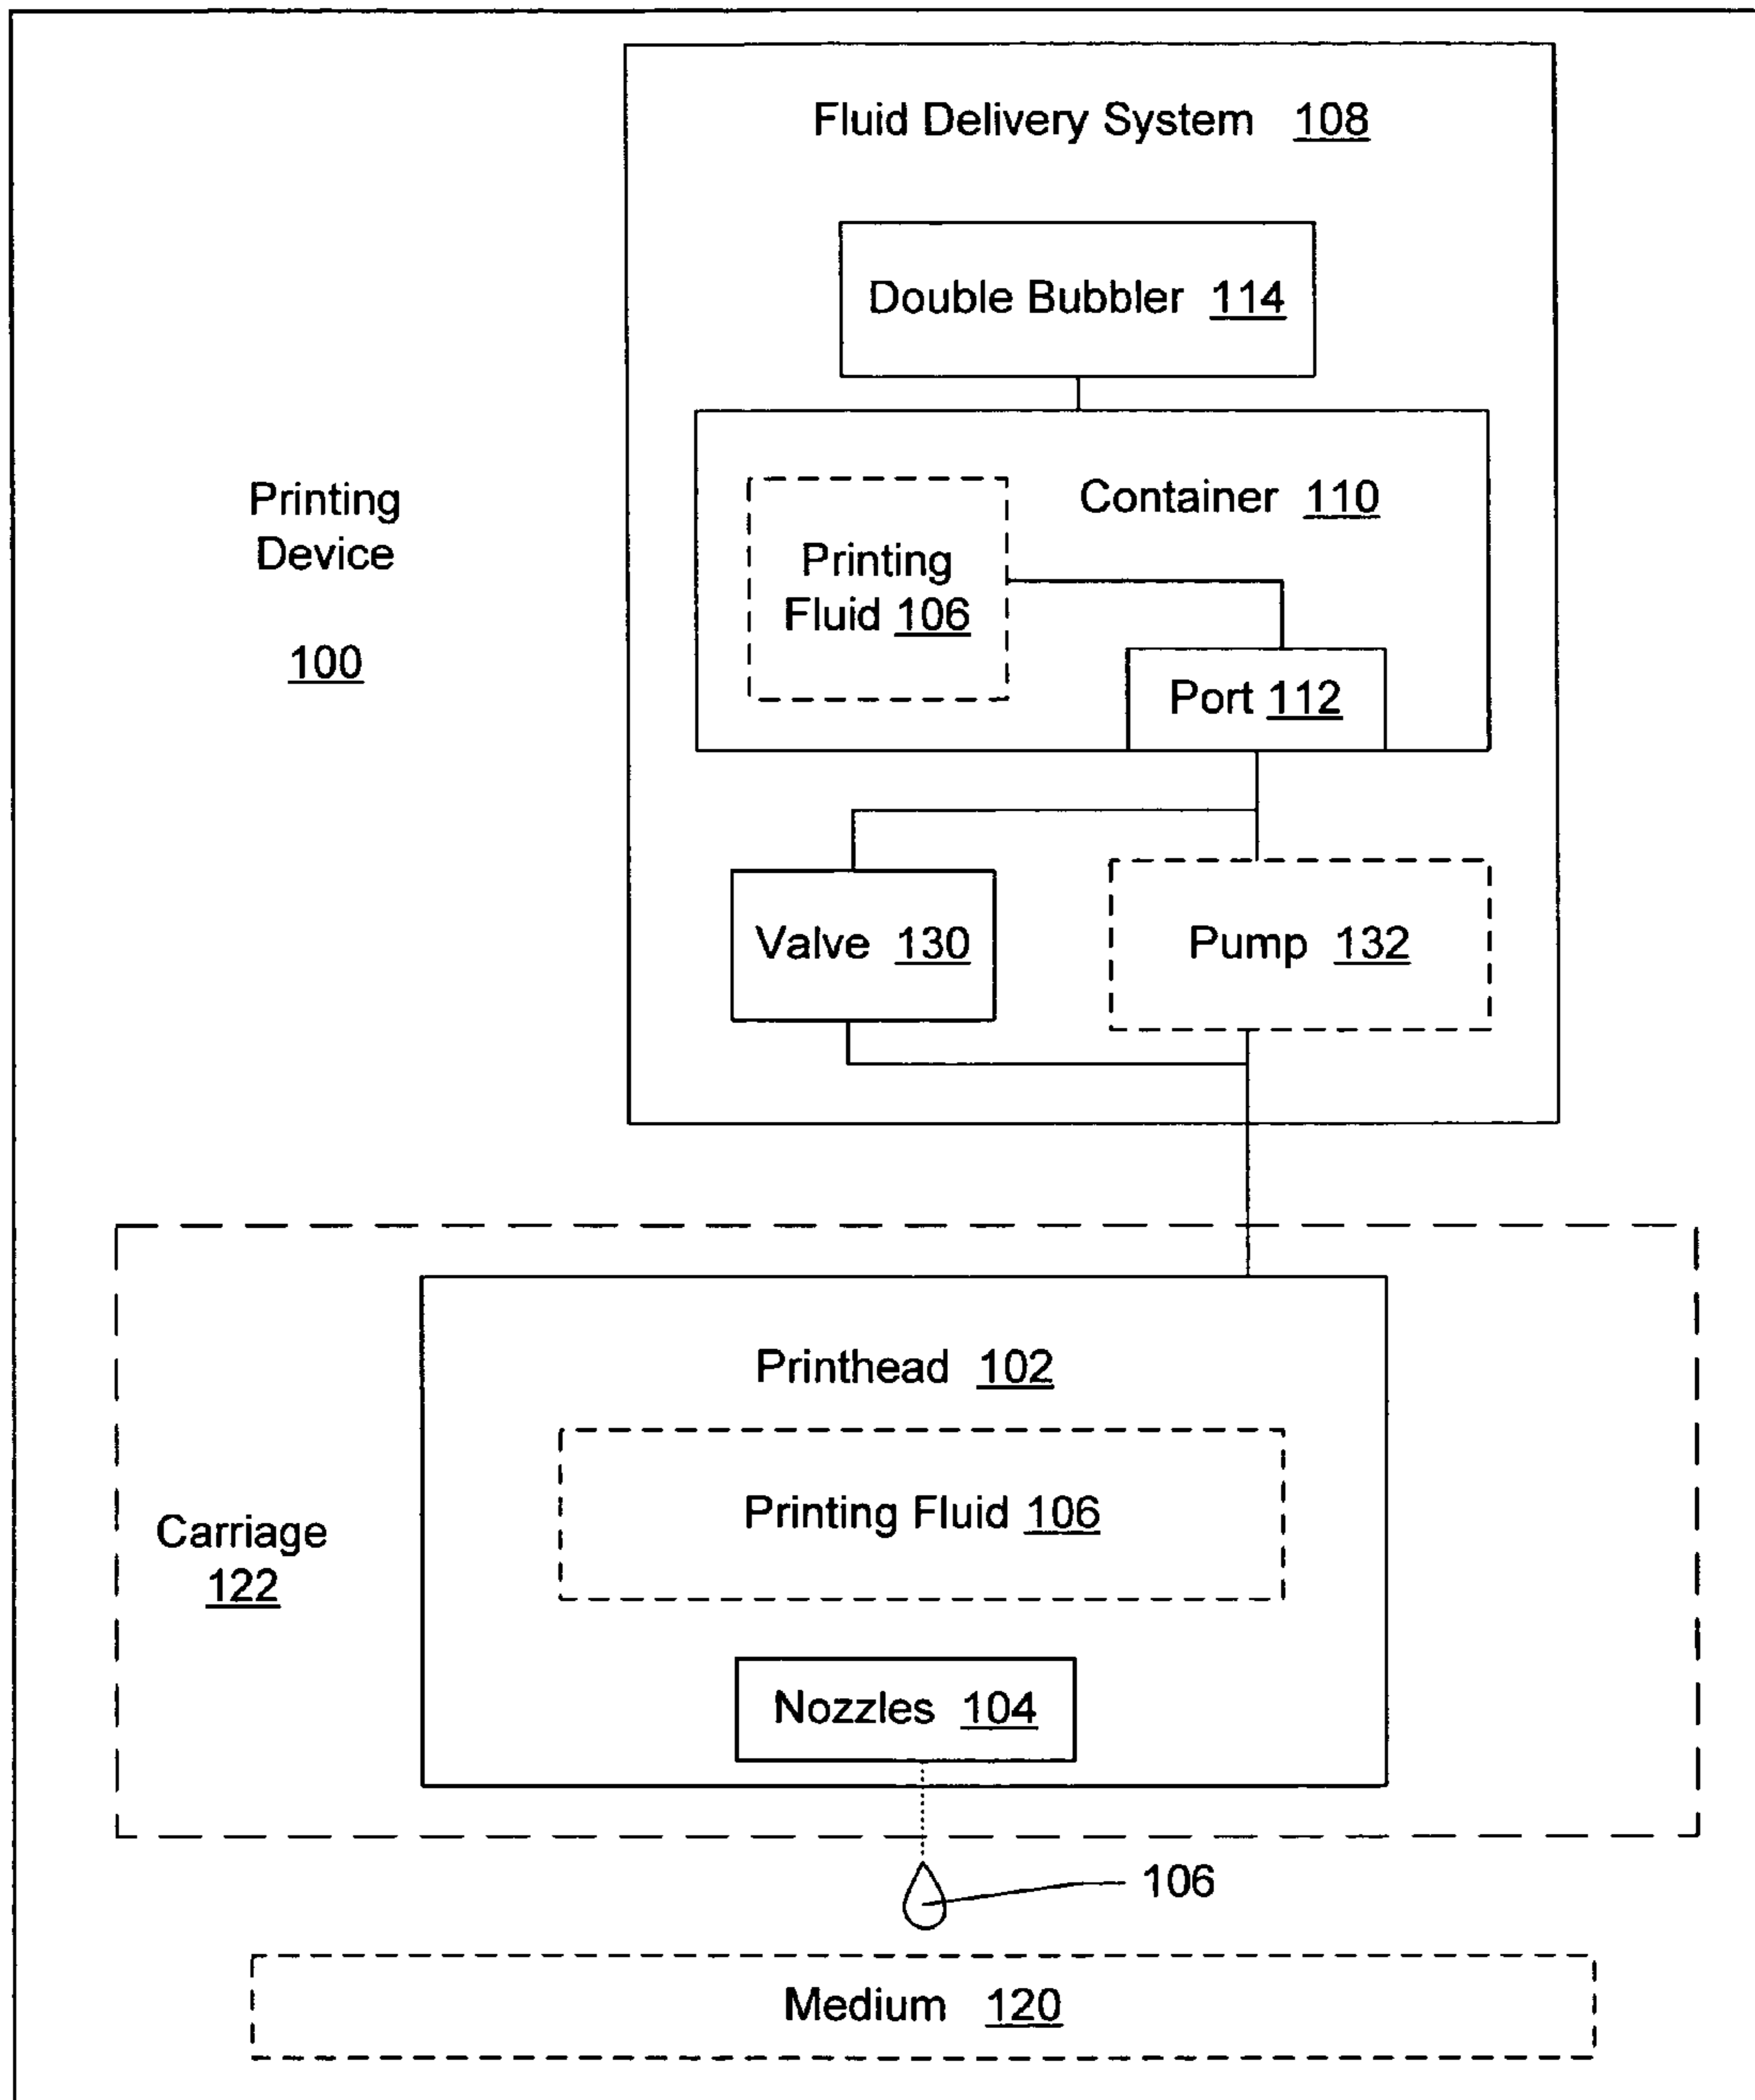 Fluid Delivery System 108
Double Bubbler 114
Container 110
Printing
Fluid 106
Port 112
Printing
Device
100
Valve 130
Pump 132
Printhead 102
Printing Fluid 106
Carriage
122
Nozzles 104
106
Medium 120